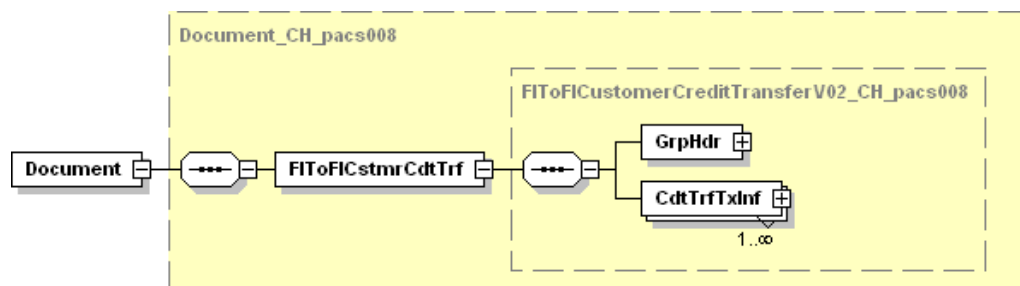 Document_CH_pacs008
FIToFICustomerCreditTransferV02_CH_pacs008
GrpHdr
Document
FIToFICstmrCdtTrf
CdtTrfTxInf
1..∞